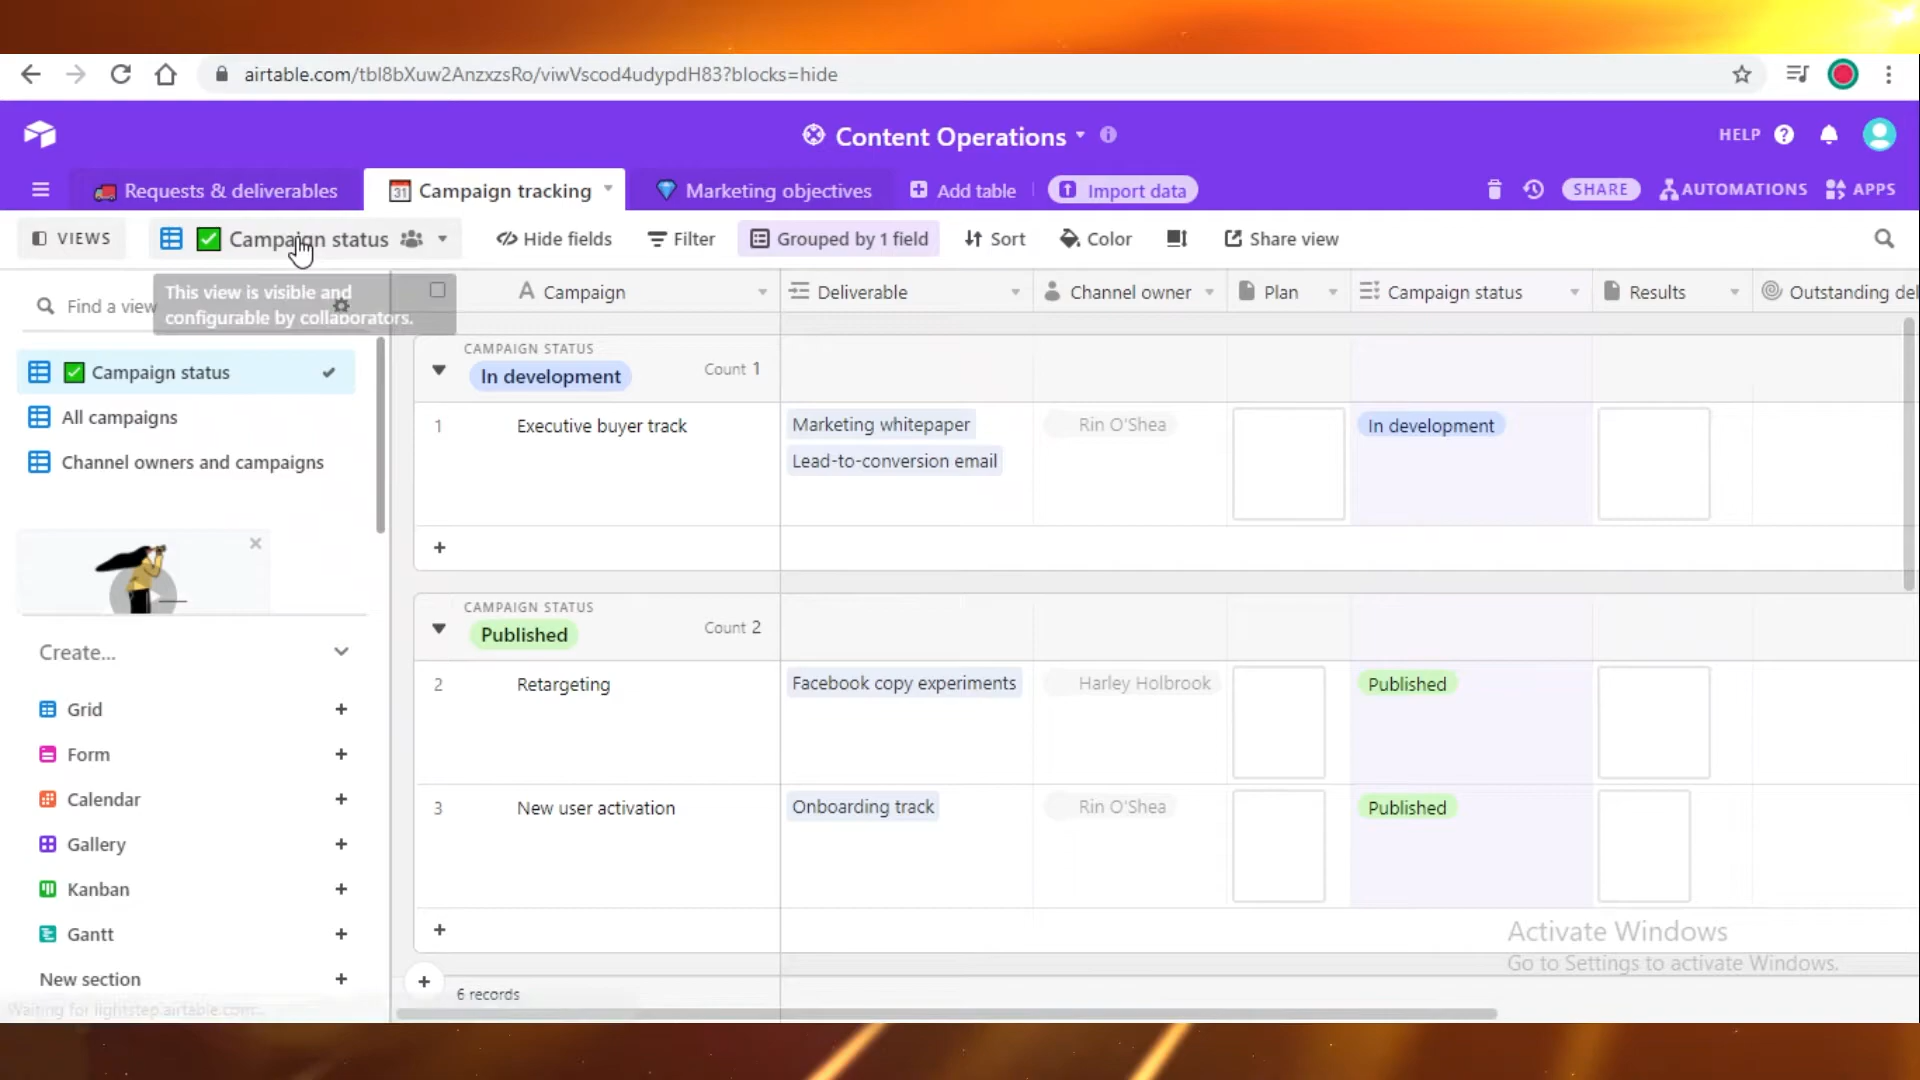 airtable.com/tbl8bXuw2AnzxzsRo/viwVscod4udypdH83?blocks=hide
Content Operations
HELP
Requests & deliverables
31
Campaign tracking
Marketing objectives
Add table
Import data
SHARE
AUTOMATIONS
APPS
VIEWS
Campaign status
Hide fields
Filter
Grouped by 1 field
Sort
Color
Share view
This view is visible and
configurable by collaborators.
Find a view
Campaign status
All campaigns
Channel owners and campaigns
Create...
Grid
Form
Calendar
Gallery
Kanban
Gantt
New section
Waiting for lightstep.airtable.com...
Campaign
Deliverable
Channel owner
Plan
Campaign status
Results
Outstanding del
CAMPAIGN STATUS
In development
Count 1
1
Executive buyer track
Marketing whitepaper
Lead-to-conversion email
Rin O'Shea
In development
CAMPAIGN STATUS
Published
Count 2
2
Retargeting
Facebook copy experiments
Harley Holbrook
Published
3
New user activation
Onboarding track
Rin O'Shea
Published
6 records
Activate Windows
Go to Settings to activate Windows.